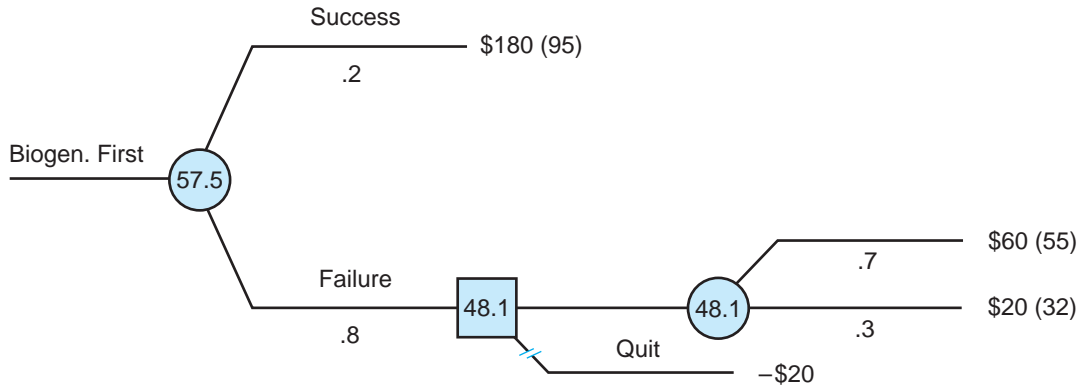 Success
$180 (95)
.2
Biogen. First
57.5
$60 (55)
.7
Failure
48.1
48.1
$20 (32)
.8
.3
Quit
–$20